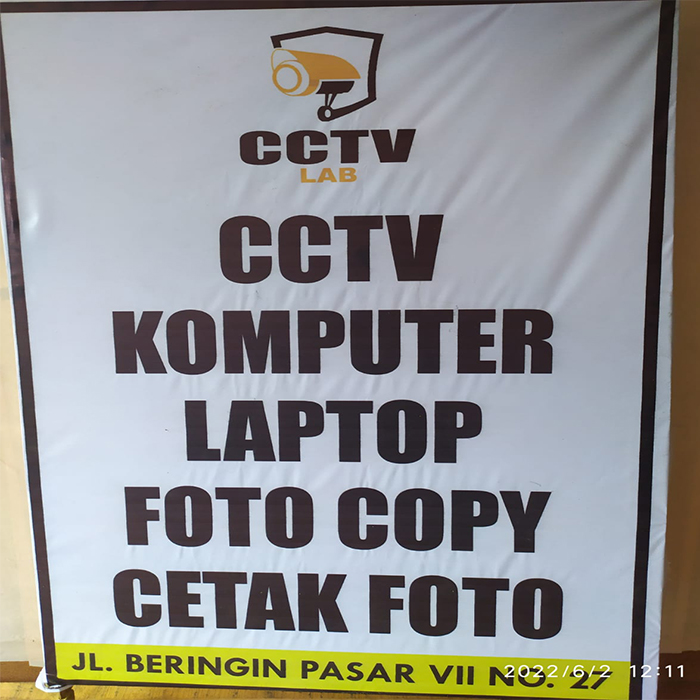 CCTV
LAB
CCTV
KOMPUTER
LAPTOP
FOTO COPY
CETAK FOTO
JL. BERINGIN PASAR VII NO. 27
2022/6/2 12:11